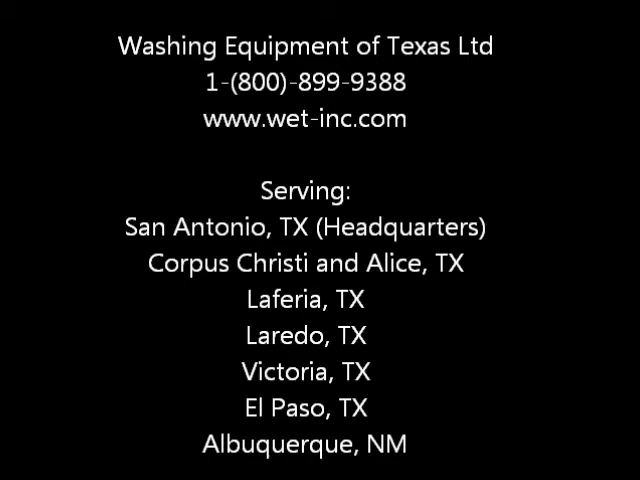 Washing Equipment of Texas Ltd
1-(800)-899-9388
www.wet-inc.com
Serving:
San Antonio, TX (Headquarters)
Corpus Christi and Alice, TX
Laferia, TX
Laredo, TX
Victoria, TX
El Paso, TX
Albuquerque, NM